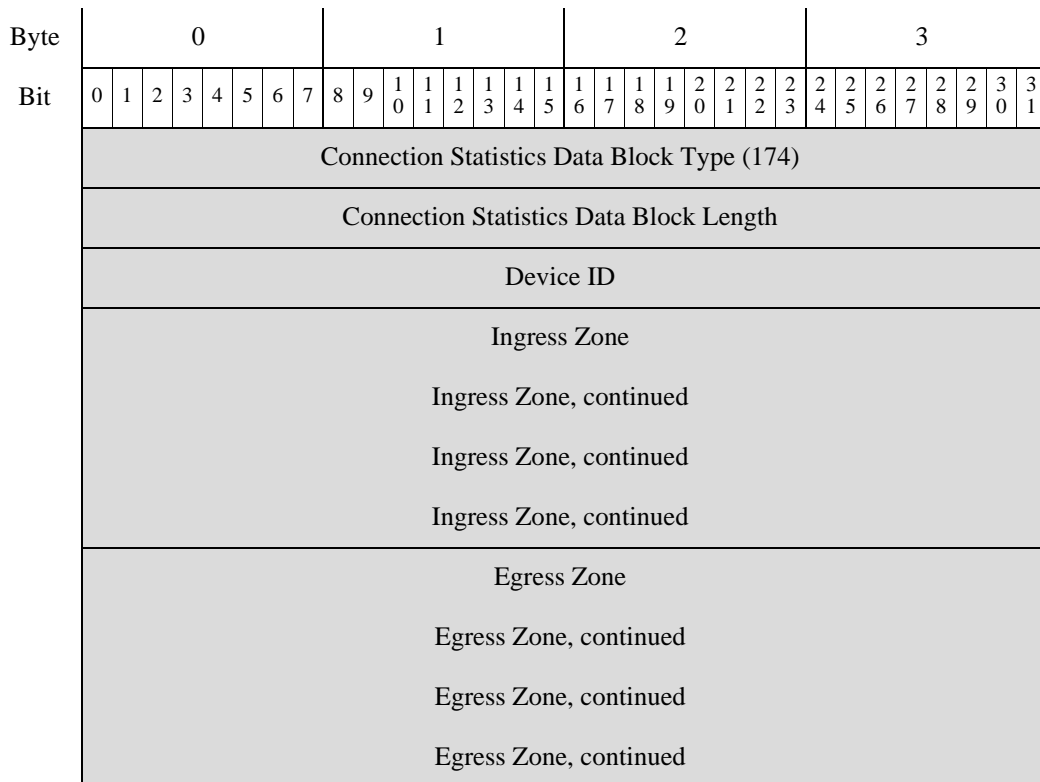 Byte 0 1 2 3
Bit 0 1 2 3 4 5 6 7 8 9 10 11 12 13 14 15 16 17 18 19 20 21 22 23 24 25 26 27 28 29 30 31
Connection Statistics Data Block Type (174)
Connection Statistics Data Block Length
Device ID
Ingress Zone
Ingress Zone, continued
Ingress Zone, continued
Ingress Zone, continued
Egress Zone
Egress Zone, continued
Egress Zone, continued
Egress Zone, continued